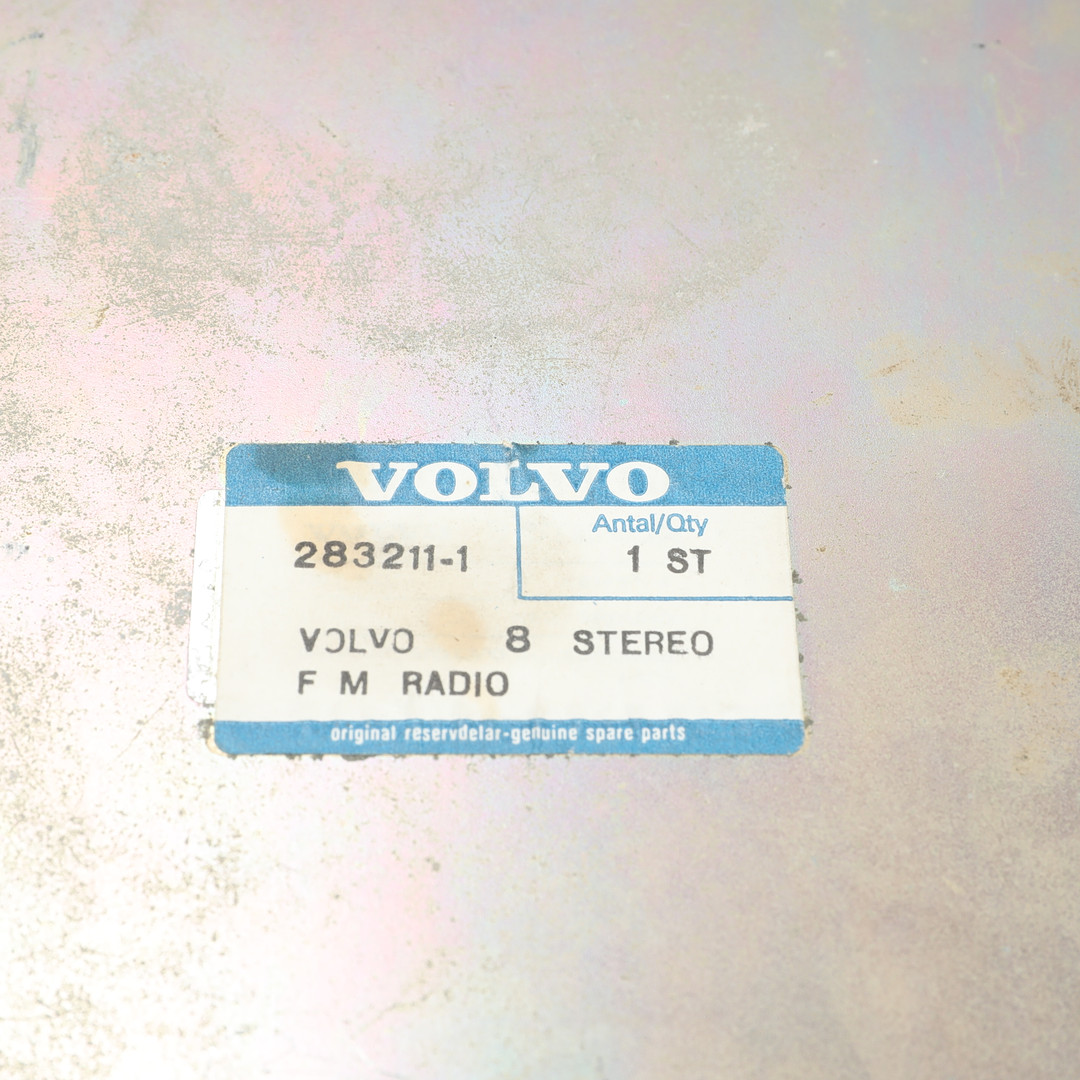 VOLVO
Antal/Qty
283211-1 1 ST
VOLVO 8 STEREO
F M RADIO
original reservdelar-genuine spare parts